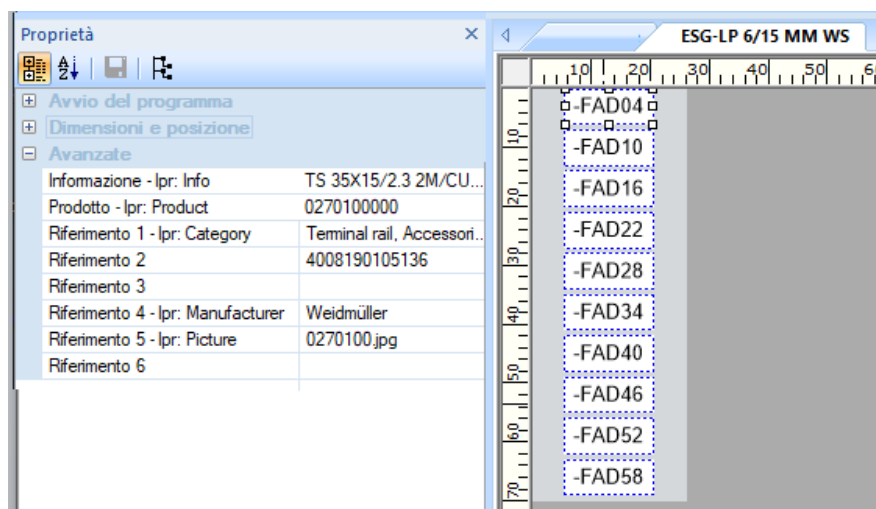 Proprietà
ESG-LP 6/15 MM WS
Avvio del programma
Dimensioni e posizione
Avanzate
Informazione - lpr: Info TS 35X15/2.3 2M/CU...
Prodotto - lpr: Product 0270100000
Riferimento 1 - lpr: Category Terminal rail, Accessori...
Riferimento 2 4008190105136
Riferimento 3
Riferimento 4 - lpr: Manufacturer Weidmüller
Riferimento 5 - lpr: Picture 0270100.jpg
Riferimento 6
10 20 30 40 50 6
10
20
30
40
50
60
70
-FAD04
-FAD10
-FAD16
-FAD22
-FAD28
-FAD34
-FAD40
-FAD46
-FAD52
-FAD58